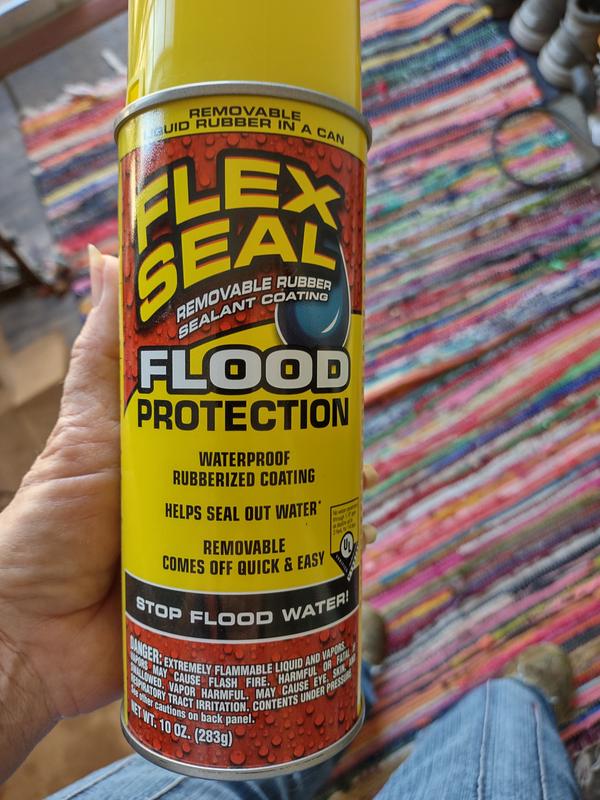 REMOVABLE
LIQUID RUBBER IN A CAN
FLEX
SEAL
REMOVABLE RUBBER
SEALANT COATING
FLOOD
PROTECTION
WATERPROOF
RUBBERIZED COATING
HELPS SEAL OUT WATER*
REMOVABLE
COMES OFF QUICK & EASY
UL
STOP FLOOD WATER!
DANGER: EXTREMELY FLAMMABLE LIQUID AND VAPORS.
VAPORS MAY CAUSE FLASH FIRE. HARMFUL OR FATAL IF
SWALLOWED. VAPOR HARMFUL. MAY CAUSE EYE, SKIN, AND
RESPIRATORY TRACT IRRITATION. CONTENTS UNDER PRESSURE.
See other cautions on back panel.
NET WT. 10 OZ. (283g)